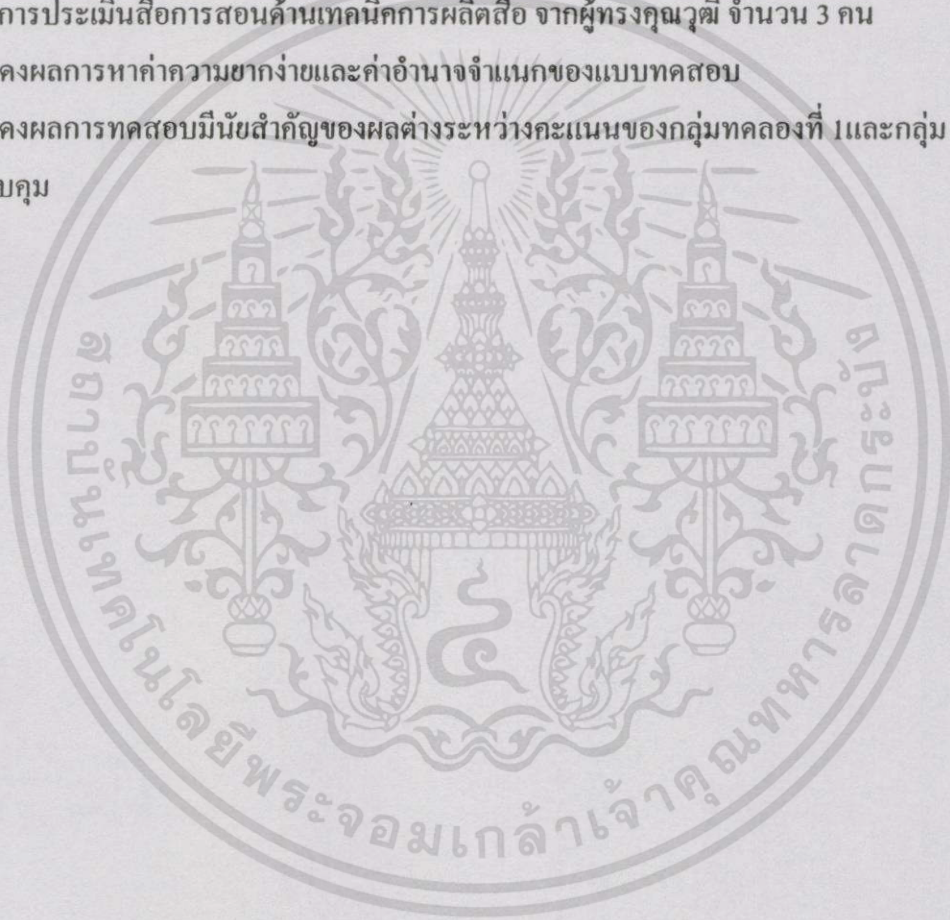 การประเมินสื่อการสอนด้านเทคนิคการผลิตสื่อ จากผู้ทรงคุณวุฒิ จำนวน 3 คน
ดงผลการหาค่าความยากง่ายและค่าอำนาจจำแนกของแบบทดสอบ
ดงผลการทดสอบมีนัยสำคัญของผลต่างระหว่างคะแนนของกลุ่มทดลองที่ 1และกลุ่ม
บคุม
สถาบันเทคโนโลยีพระจอมเกล้าเจ้าคุณทหารลาดกระบัง
๔